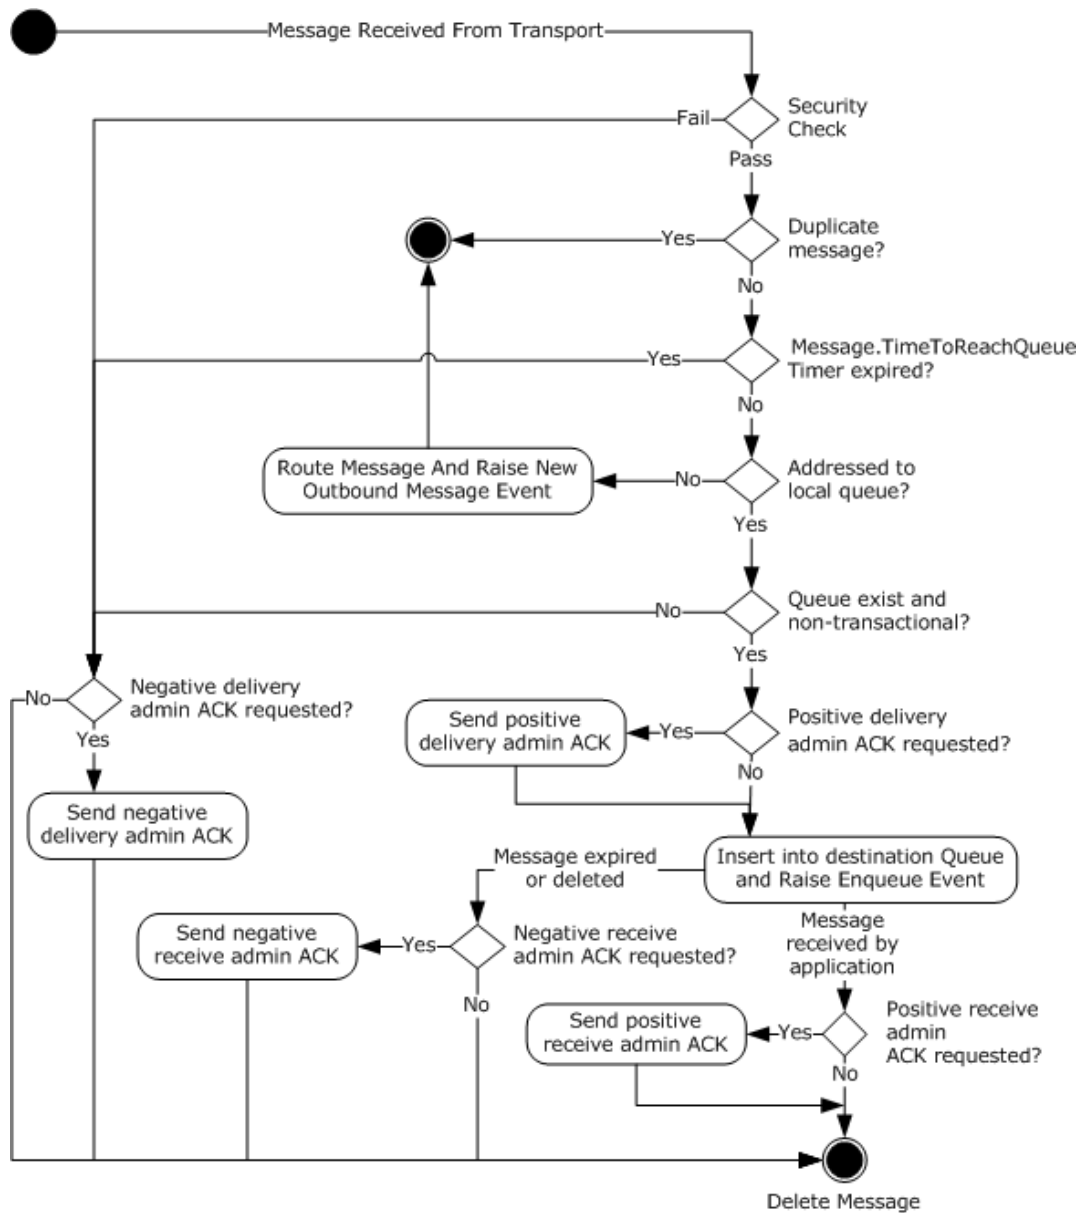 Message Received From Transport
Security
Check
Fail
Pass
Duplicate
message?
Yes
No
Message.TimeToReachQueue
Timer expired?
Yes
No
Route Message And Raise New
Outbound Message Event
No
Addressed to
local queue?
Yes
Queue exist and
non-transactional?
No
Yes
No
Negative delivery
admin ACK requested?
Yes
Send positive
delivery admin ACK
Yes
Positive delivery
admin ACK requested?
No
Send negative
delivery admin ACK
Message expired
or deleted
Insert into destination Queue
and Raise Enqueue Event
Message
received by
application
Send negative
receive admin ACK
Yes
Negative receive
admin ACK requested?
No
Send positive
receive admin ACK
Yes
Positive receive
admin
ACK requested?
No
Delete Message